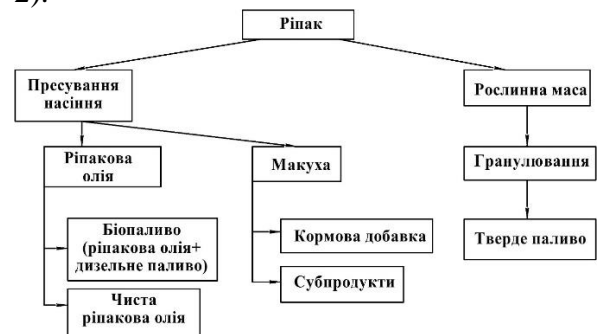 2).
Ріпак
Пресування
насіння
Рослинна маса
Ріпакова
олія
Макуха
Гранулювання
Біопаливо
(ріпакова олія+
дизельне паливо)
Кормова добавка
Тверде паливо
Субпродукти
Чиста
ріпакова олія